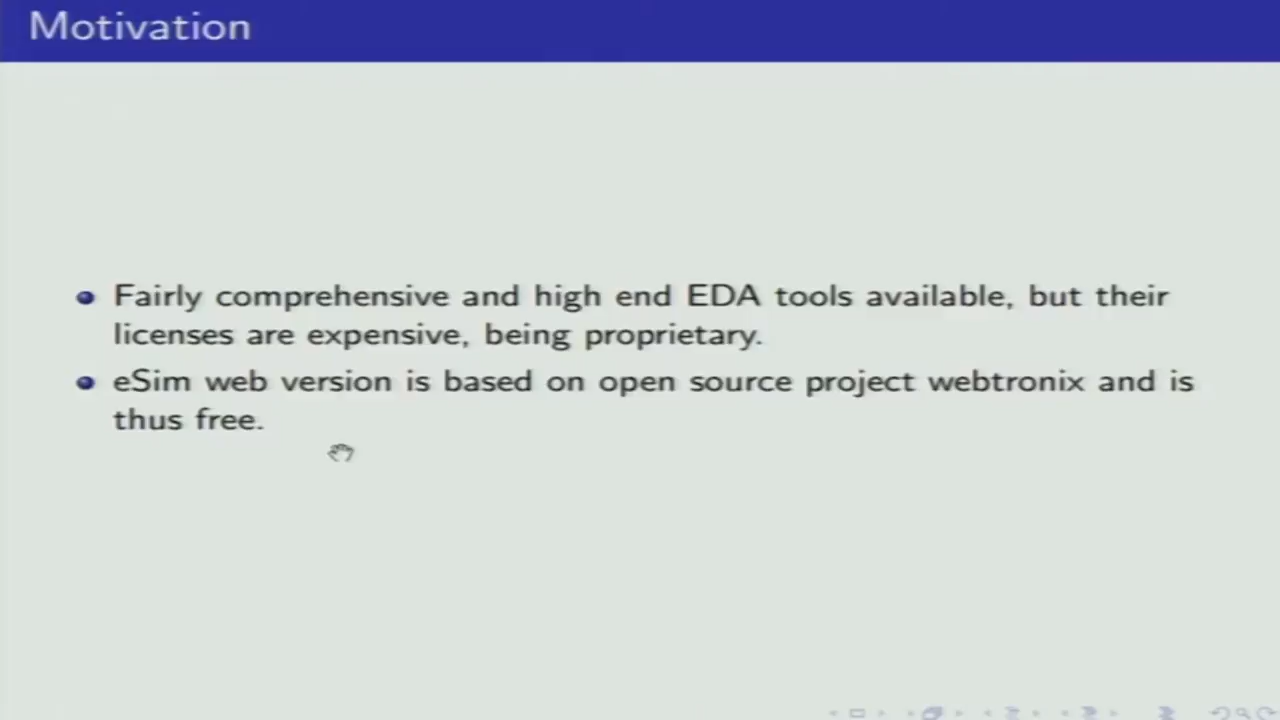 Motivation
Fairly comprehensive and high end EDA tools available, but their
licenses are expensive, being proprietary.
eSim web version is based on open source project webtronix and is
thus free.